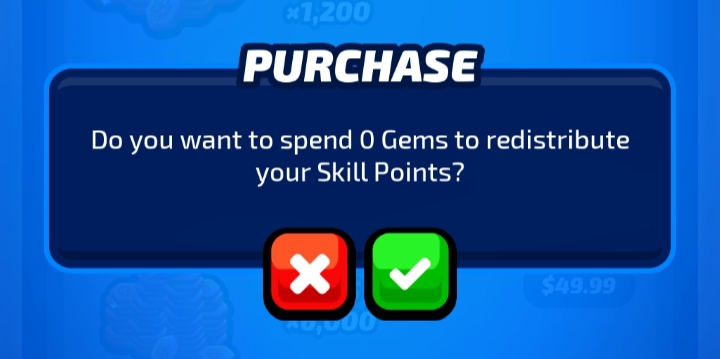 ×1,200
PURCHASE
Do you want to spend 0 Gems to redistribute
your Skill Points?
$49.99